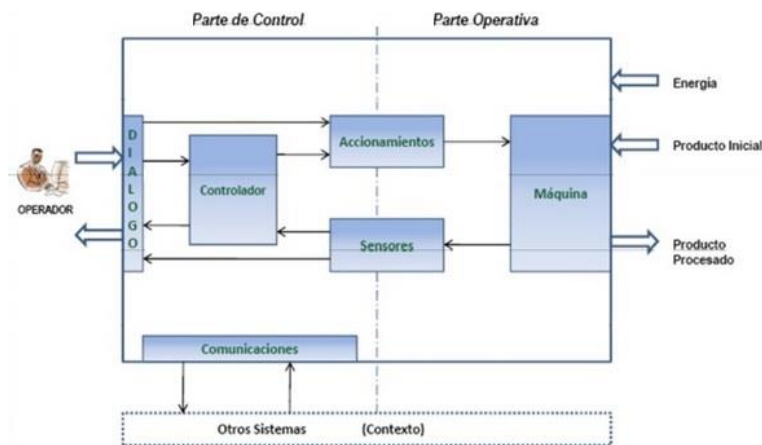 Parte de Control
Parte Operativa
Energía
DIALOGO
Accionamientos
Producto Inicial
Controlador
Máquina
OPERADOR
Sensores
Producto
Procesado
Comunicaciones
Otros Sistemas (Contexto)